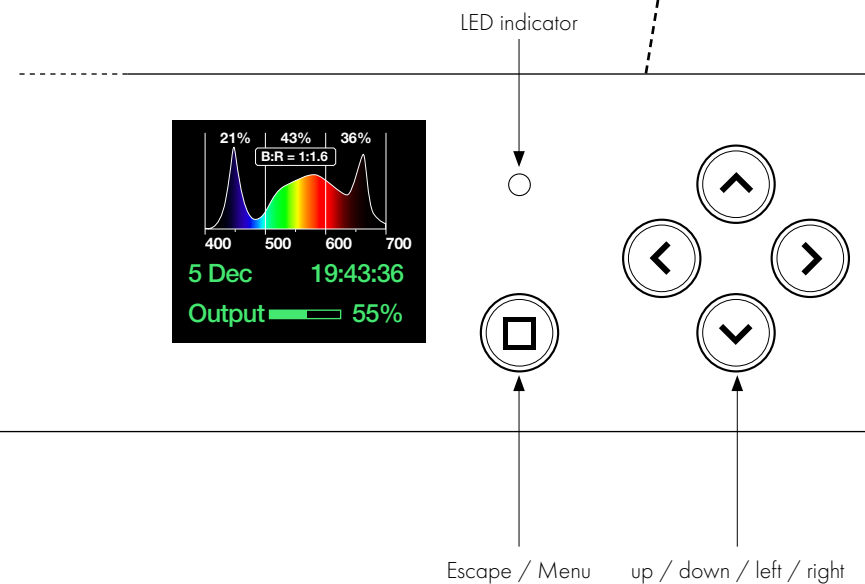 LED indicator
21% 43% 36%
B:R = 1:1.6
400 500 600 700
5 Dec 19:43:36
Output 55%
Escape / Menu up / down / left / right